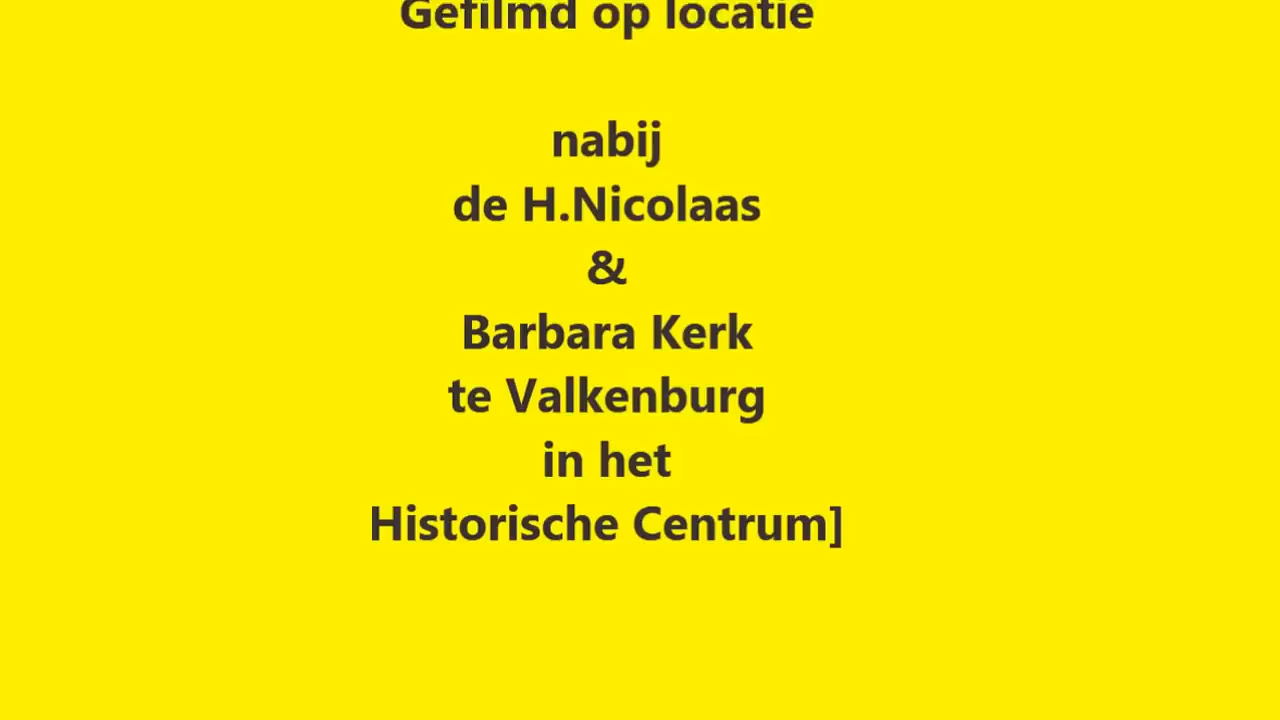 Gefilmd op locatie
nabij
de H.Nicolaas
&
Barbara Kerk
te Valkenburg
in het
Historische Centrum]